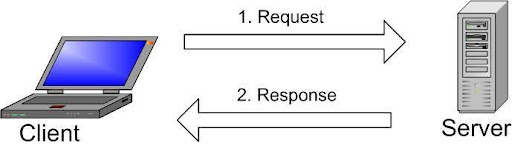 1. Request
2. Response
Client
Server